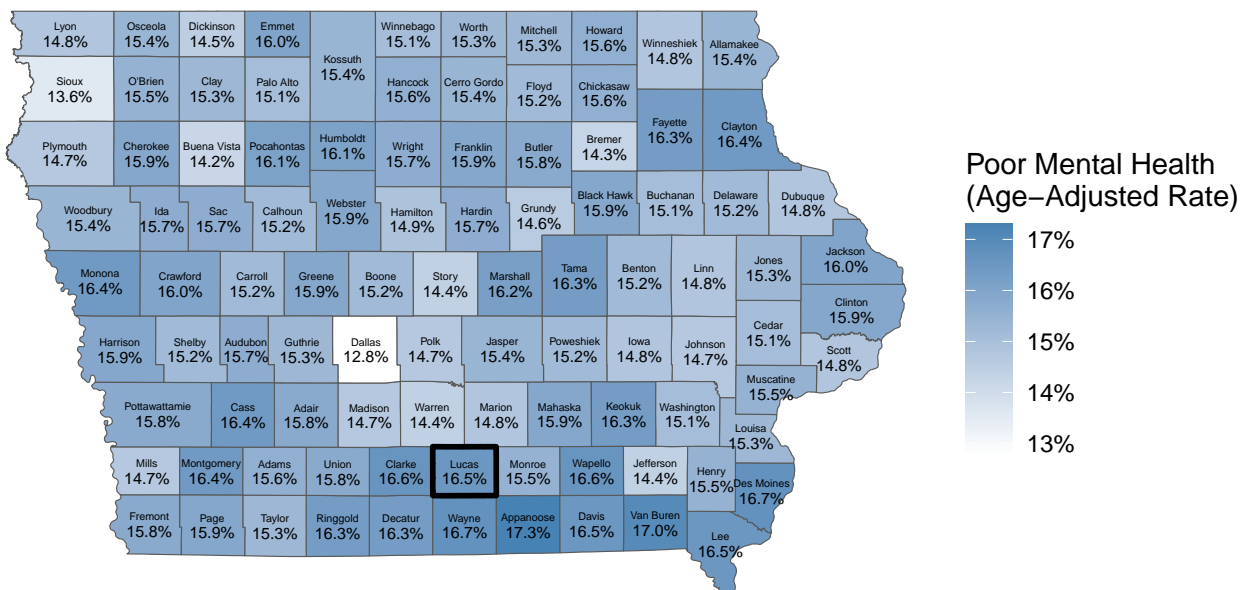 Lyon
14.8%
Osceola
15.4%
Dickinson
14.5%
Emmet
16.0%
Kossuth
15.4%
Winnebago
15.1%
Worth
15.3%
Mitchell
15.3%
Howard
15.6%
Winneshiek
14.8%
Allamakee
15.4%
Sioux
13.6%
O'Brien
15.5%
Clay
15.3%
Palo Alto
15.1%
Hancock
15.6%
Cerro Gordo
15.4%
Floyd
15.2%
Chickasaw
15.6%
Fayette
16.3%
Clayton
16.4%
Plymouth
14.7%
Cherokee
15.9%
Buena Vista
14.2%
Pocahontas
16.1%
Humboldt
16.1%
Wright
15.7%
Franklin
15.9%
Butler
15.8%
Bremer
14.3%
Woodbury
15.4%
Ida
15.7%
Sac
15.7%
Calhoun
15.2%
Webster
15.9%
Hamilton
14.9%
Hardin
15.7%
Grundy
14.6%
Black Hawk
15.9%
Buchanan
15.1%
Delaware
15.2%
Dubuque
14.8%
Monona
16.4%
Crawford
16.0%
Carroll
15.2%
Greene
15.9%
Boone
15.2%
Story
14.4%
Marshall
16.2%
Tama
16.3%
Benton
15.2%
Linn
14.8%
Jones
15.3%
Jackson
16.0%
Clinton
15.9%
Harrison
15.9%
Shelby
15.2%
Audubon
15.7%
Guthrie
15.3%
Dallas
12.8%
Polk
14.7%
Jasper
15.4%
Poweshiek
15.2%
Iowa
14.8%
Johnson
14.7%
Cedar
15.1%
Scott
14.8%
Muscatine
15.5%
Pottawattamie
15.8%
Cass
16.4%
Adair
15.8%
Madison
14.7%
Warren
14.4%
Marion
14.8%
Mahaska
15.9%
Keokuk
16.3%
Washington
15.1%
Louisa
15.3%
Mills
14.7%
Montgomery
16.4%
Adams
15.6%
Union
15.8%
Clarke
16.6%
Lucas
16.5%
Monroe
15.5%
Wapello
16.6%
Jefferson
14.4%
Henry
15.5%
Des Moines
16.7%
Fremont
15.8%
Page
15.9%
Taylor
15.3%
Ringgold
16.3%
Decatur
16.3%
Wayne
16.7%
Appanoose
17.3%
Davis
16.5%
Van Buren
17.0%
Lee
16.5%
Poor Mental Health
(Age−Adjusted Rate)
17%
16%
15%
14%
13%